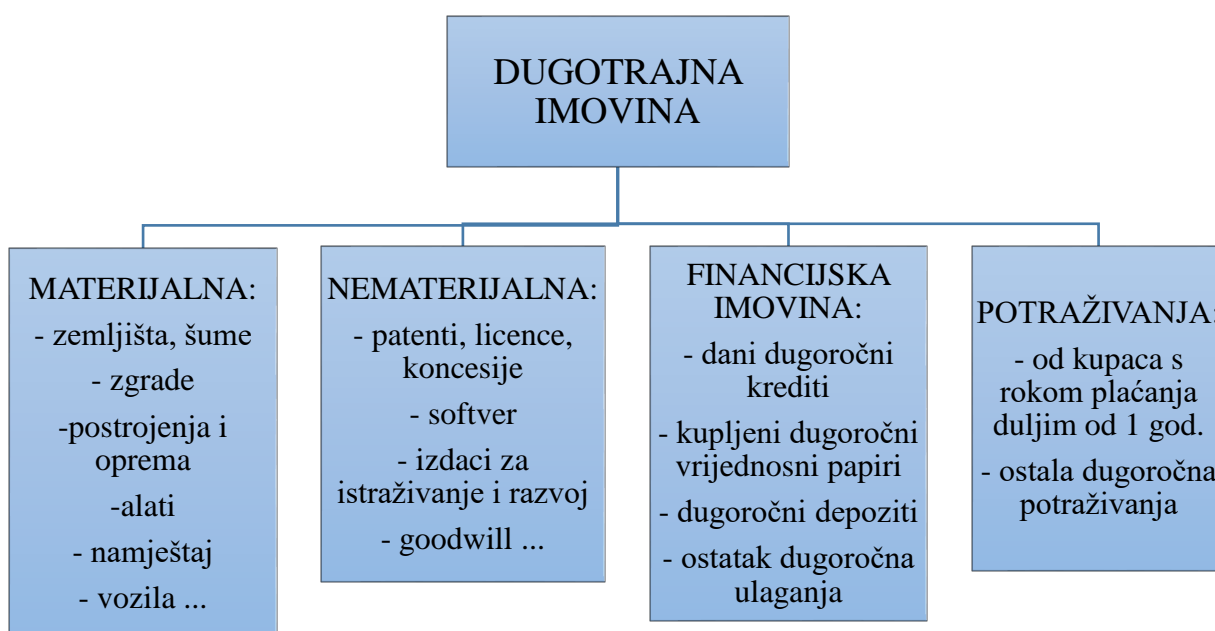 DUGOTRAJNA
IMOVINA
MATERIJALNA:
- zemljišta, šume
- zgrade
-postrojenja i
oprema
-alati
- namještaj
- vozila ...
NEMATERIJALNA:
- patenti, licence,
koncesije
- softver
- izdaci za
istraživanje i razvoj
- goodwill ...
FINANCIJSKA
IMOVINA:
- dani dugoročni
krediti
- kupljeni dugoročni
vrijednosni papiri
- dugoročni depoziti
- ostatak dugoročna
ulaganja
POTRAŽIVANJA:
- od kupaca s
rokom plaćanja
duljim od 1 god.
- ostala dugoročna
potraživanja